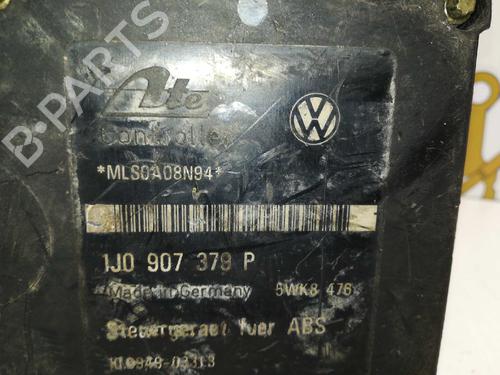 B-PARTS
Ate
Controller
*MLS0A08N94*
1J0 907 379 P
Made in Germany 5WK8 476
Steuergeraet fuer ABS